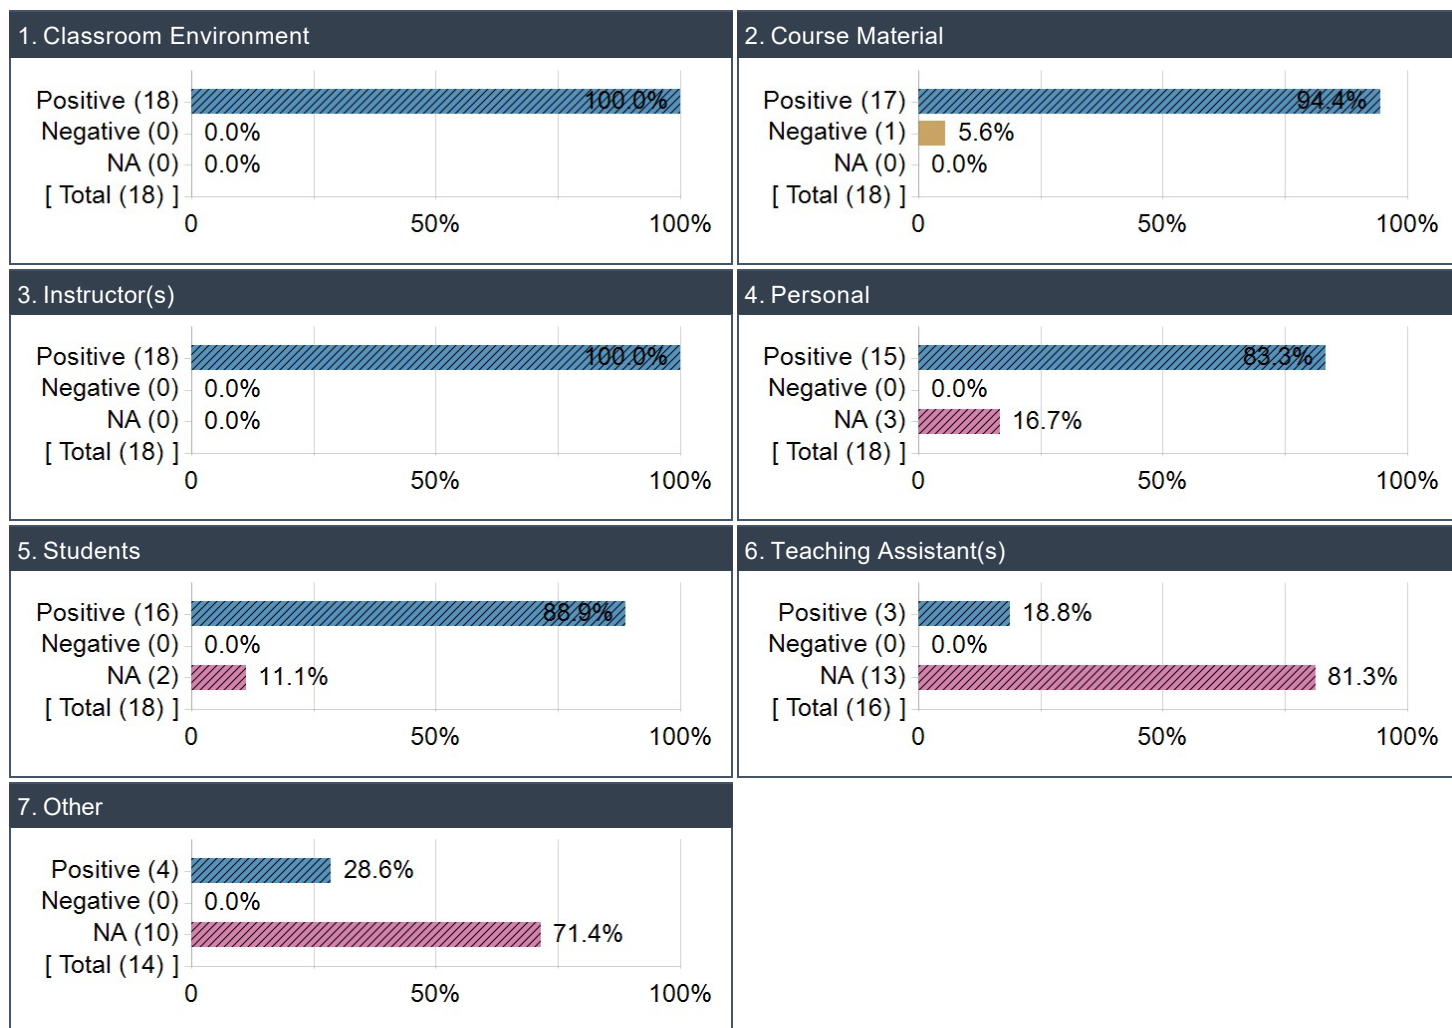 1. Classroom Environment
Positive (18) 100.0%
Negative (0) 0.0%
NA (0) 0.0%
[ Total (18) ]
0 50% 100%
2. Course Material
Positive (17) 94.4%
Negative (1) 5.6%
NA (0) 0.0%
[ Total (18) ]
0 50% 100%
3. Instructor(s)
Positive (18) 100.0%
Negative (0) 0.0%
NA (0) 0.0%
[ Total (18) ]
0 50% 100%
4. Personal
Positive (15) 83.3%
Negative (0) 0.0%
NA (3) 16.7%
[ Total (18) ]
0 50% 100%
5. Students
Positive (16) 88.9%
Negative (0) 0.0%
NA (2) 11.1%
[ Total (18) ]
0 50% 100%
6. Teaching Assistant(s)
Positive (3) 18.8%
Negative (0) 0.0%
NA (13) 81.3%
[ Total (16) ]
0 50% 100%
7. Other
Positive (4) 28.6%
Negative (0) 0.0%
NA (10) 71.4%
[ Total (14) ]
0 50% 100%